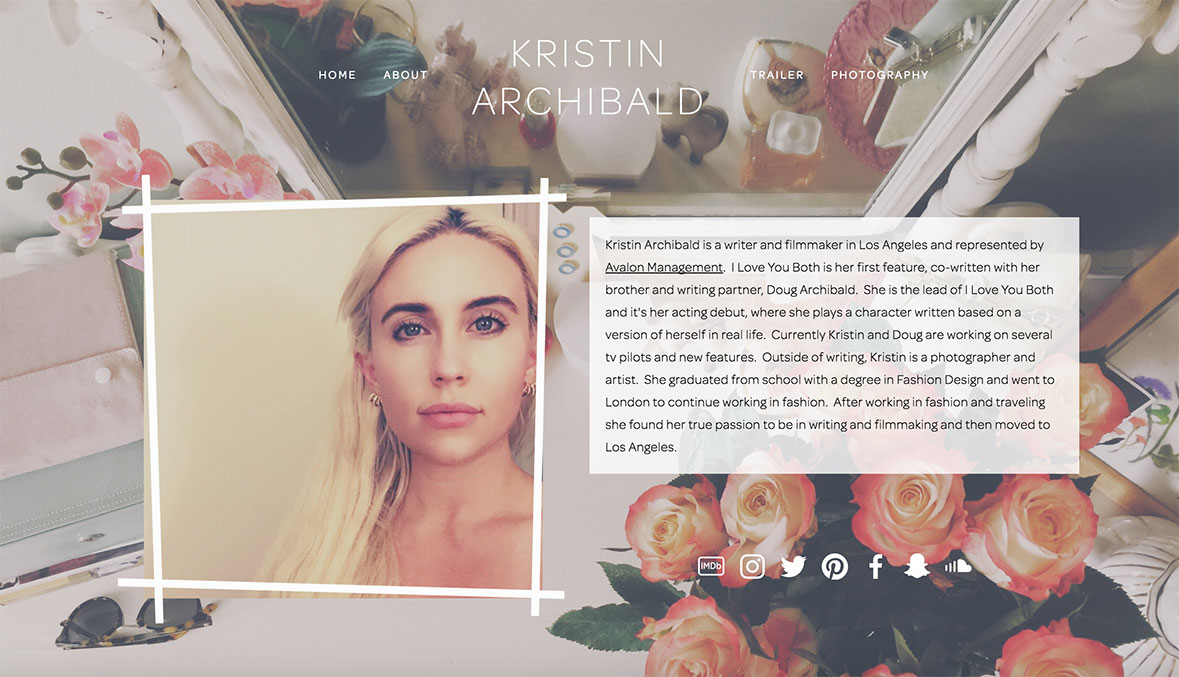 KRISTIN
ARCHIBALD
HOME
ABOUT
TRAILER
PHOTOGRAPHY
Kristin Archibald is a writer and filmmaker in Los Angeles and represented by
Avalon Management.  I Love You Both is her first feature, co-written with her
brother and writing partner, Doug Archibald.  She is the lead of I Love You Both
and it's her acting debut, where she plays a character written based on a
version of herself in real life.  Currently Kristin and Doug are working on several
tv pilots and new features.  Outside of writing, Kristin is a photographer and
artist.  She graduated from school with a degree in Fashion Design and went to
London to continue working in fashion.  After working in fashion and traveling
she found her true passion to be in writing and filmmaking and then moved to
Los Angeles.
IMDb